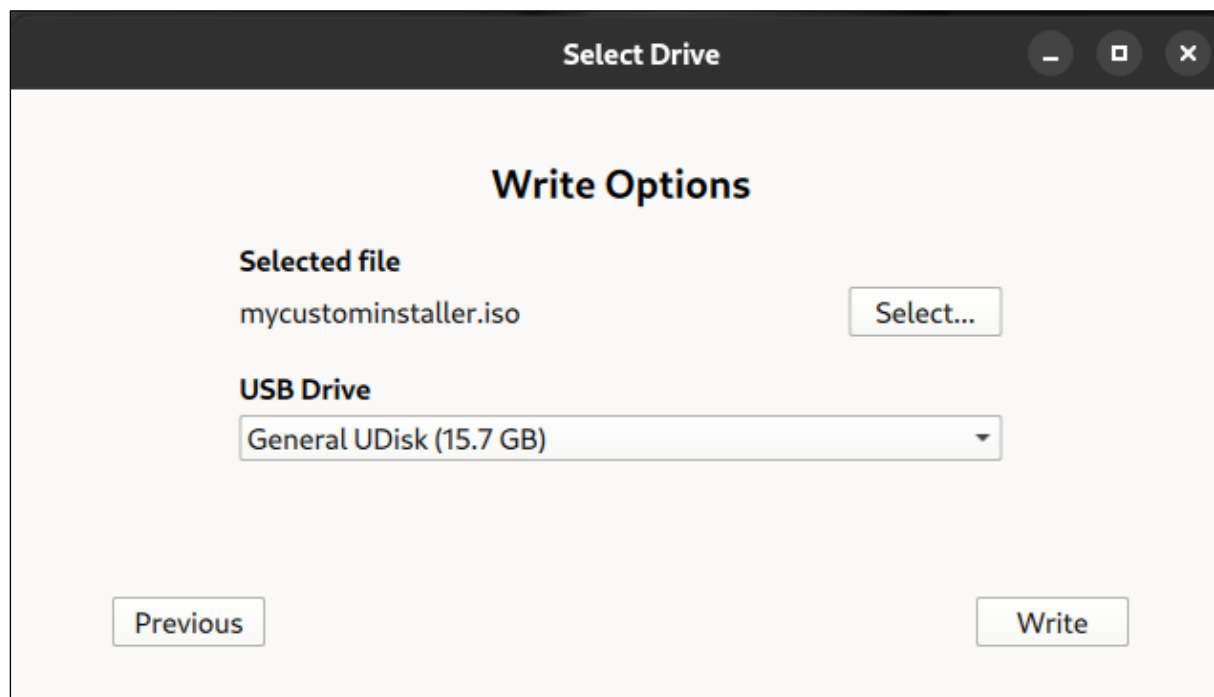 Select Drive
Write Options
Selected file
mycustominstaller.iso
Select...
USB Drive
General UDisk (15.7 GB)
Previous
Write